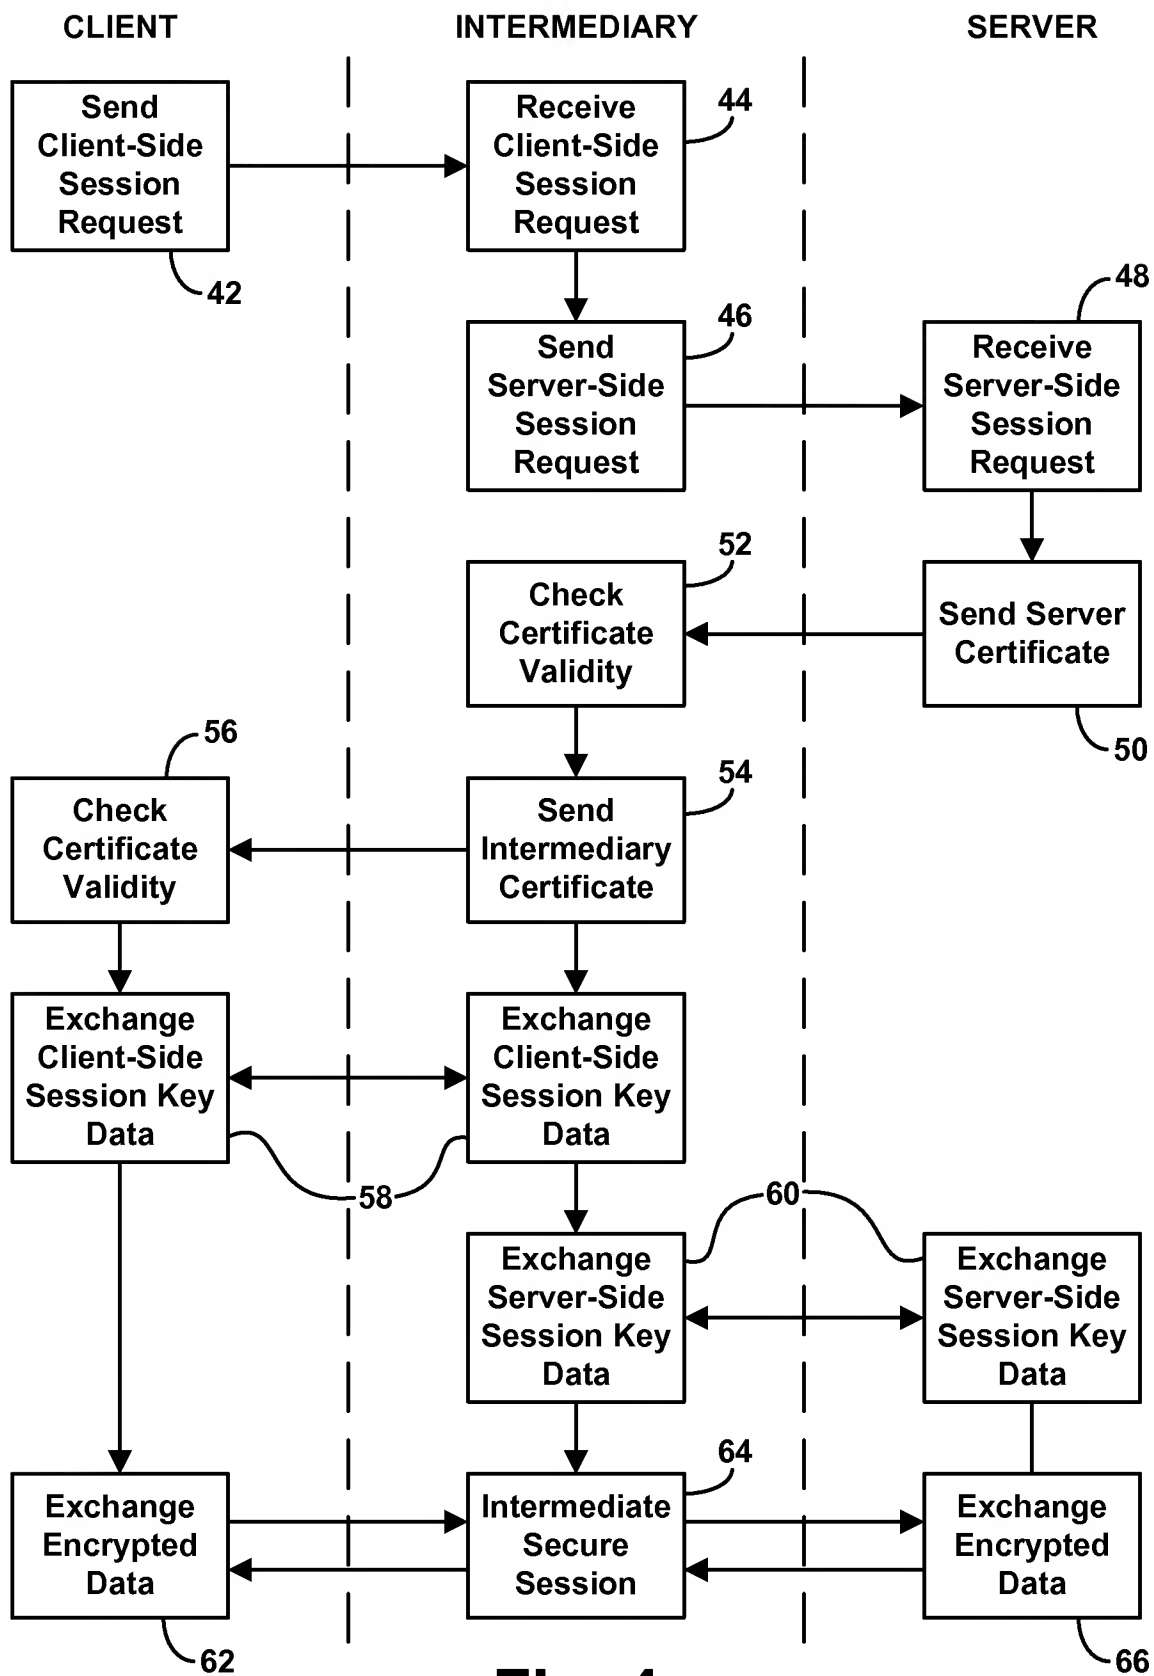 CLIENT
INTERMEDIARY
SERVER
Send
Client-Side
Session
Request
42
Receive
Client-Side
Session
Request
44
Send
Server-Side
Session
Request
46
Receive
Server-Side
Session
Request
48
Send Server
Certificate
50
Check
Certificate
Validity
52
Send
Intermediary
Certificate
54
Check
Certificate
Validity
56
Exchange
Client-Side
Session Key
Data
Exchange
Client-Side
Session Key
Data
58
Exchange
Server-Side
Session Key
Data
60
Exchange
Server-Side
Session Key
Data
Exchange
Encrypted
Data
62
Intermediate
Secure
Session
64
Exchange
Encrypted
Data
66